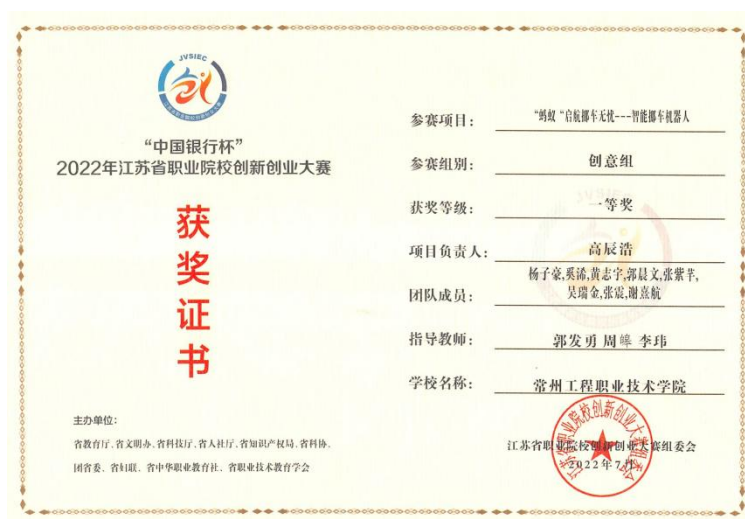 JVSIEC
“中国银行杯”
2022年江苏省职业院校创新创业大赛
获
奖
证
书
主办单位:
省教育厅、省文明办、省科技厅、省人社厅、省知识产权局、省科协、
团省委、省妇联、省中华职业教育社、省职业技术教育学会
参赛项目: “蚂蚁“启航挪车无忧---智能挪车机器人
参赛组别: 创意组
获奖等级: 一等奖
项目负责人: 高辰浩
杨子豪,奚浠,黄志宇,郭晨文,张紫芊,
团队成员: 吴瑞金,张宸,谢熹航
指导教师: 郭发勇 周皞 李玮
学校名称: 常州工程职业技术学院
江苏省职业院校创新创业大赛组委会
2022年7月